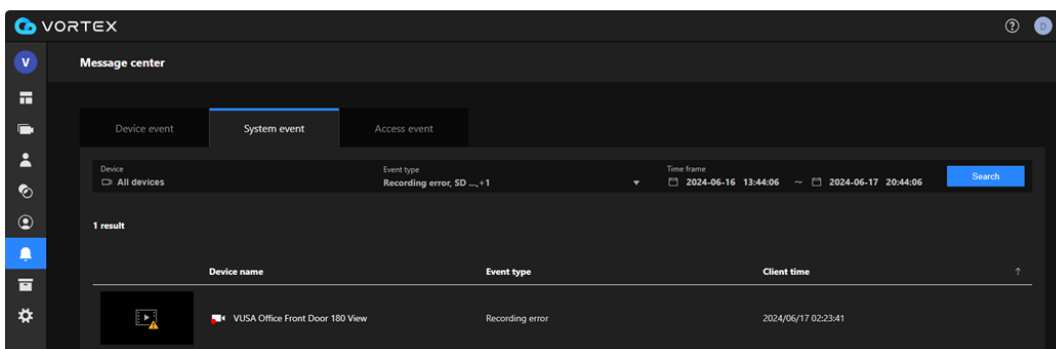 VORTEX
? D
V Message center
Device event System event Access event
Device Event type Time frame
All devices Recording error, SD ...,+1 2024-06-16 13:44:06 ~ 2024-06-17 20:44:06 Search
1 result
Device name Event type Client time ↑
VUSA Office Front Door 180 View Recording error 2024/06/17 02:23:41